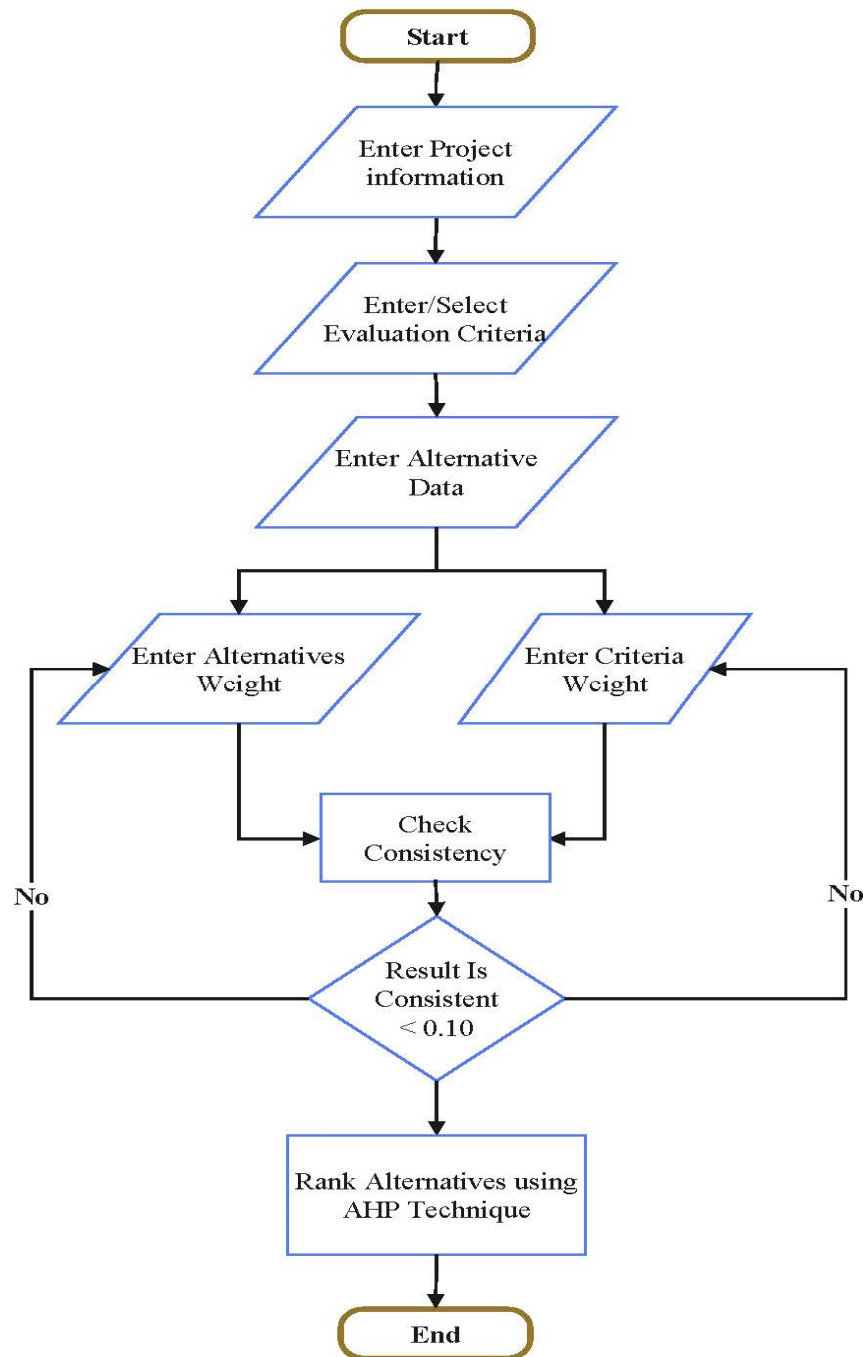 Start
Enter Project
information
Enter/Select
Evaluation Criteria
Enter Alternative
Data
Enter Alternatives
Weight
Enter Criteria
Weight
Check
Consistency
No
No
Result Is
Consistent
< 0.10
Rank Alternatives using
AHP Technique
End